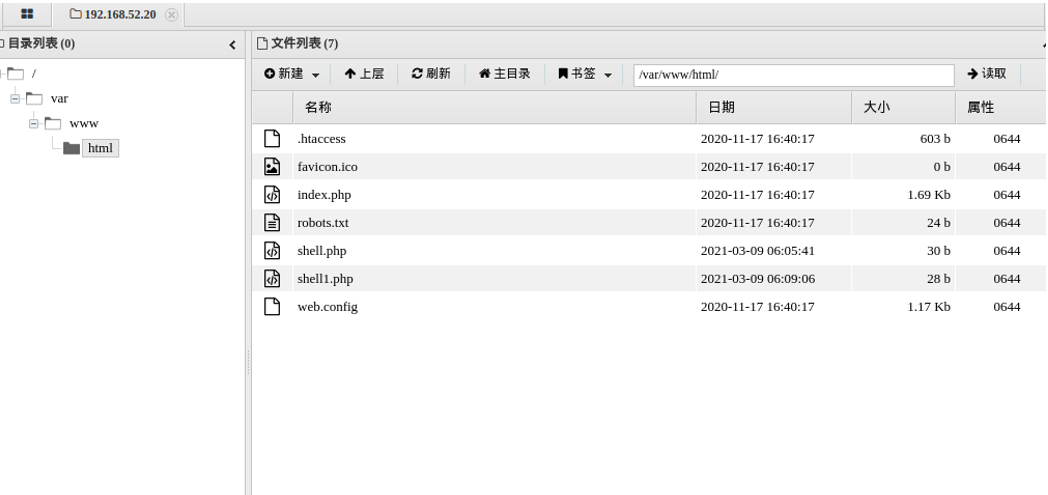 192.168.52.20
目录列表 (0)
文件列表 (7)
新建 上层 刷新 主目录 书签 /var/www/html/ 读取
/
var
www
html
名称 日期 大小 属性
.htaccess 2020-11-17 16:40:17 603 b 0644
favicon.ico 2020-11-17 16:40:17 0 b 0644
index.php 2020-11-17 16:40:17 1.69 Kb 0644
robots.txt 2020-11-17 16:40:17 24 b 0644
shell.php 2021-03-09 06:05:41 30 b 0644
shell1.php 2021-03-09 06:09:06 28 b 0644
web.config 2020-11-17 16:40:17 1.17 Kb 0644